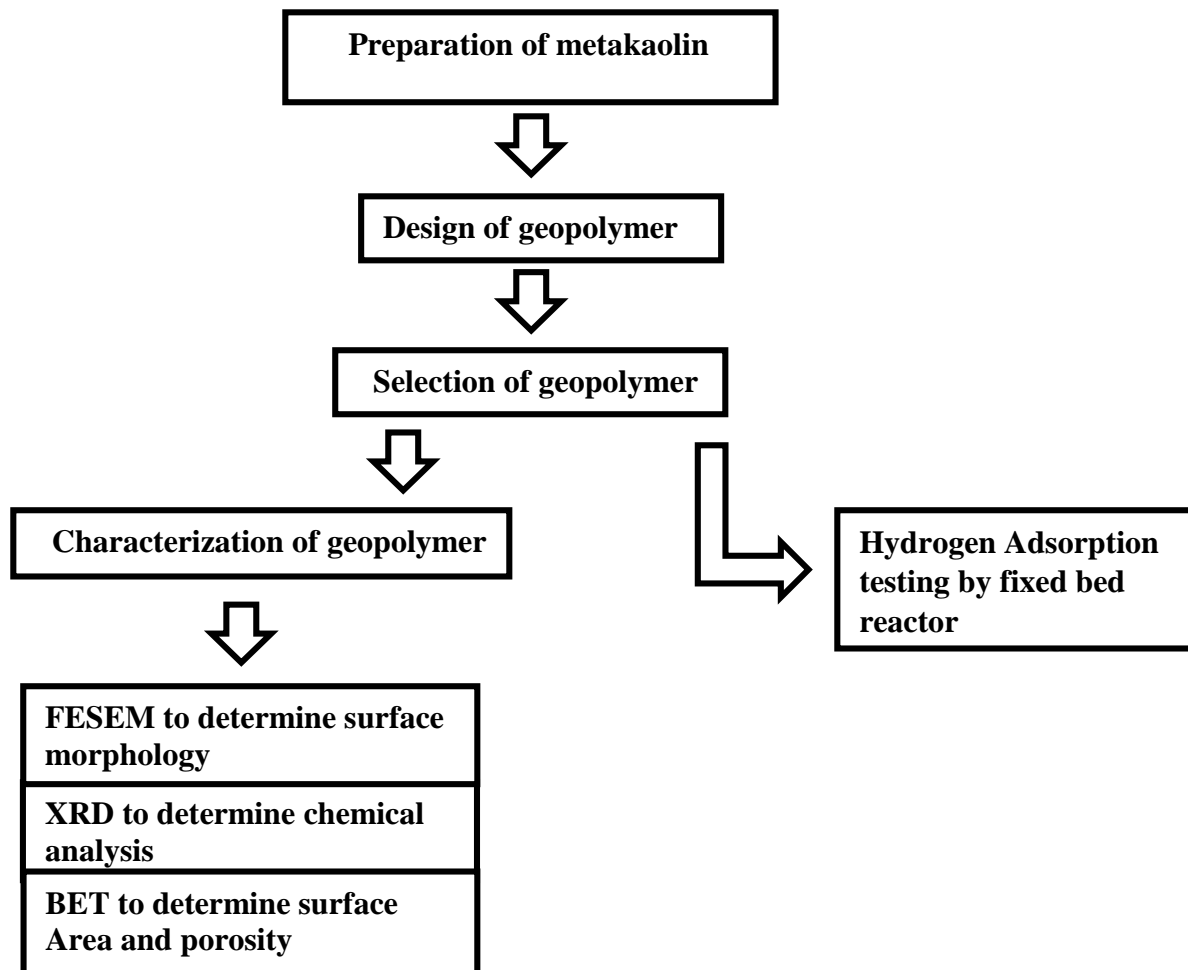 Preparation of metakaolin
Design of geopolymer
Selection of geopolymer
Characterization of geopolymer
Hydrogen Adsorption
testing by fixed bed
reactor
FESEM to determine surface
morphology
XRD to determine chemical
analysis
BET to determine surface
Area and porosity